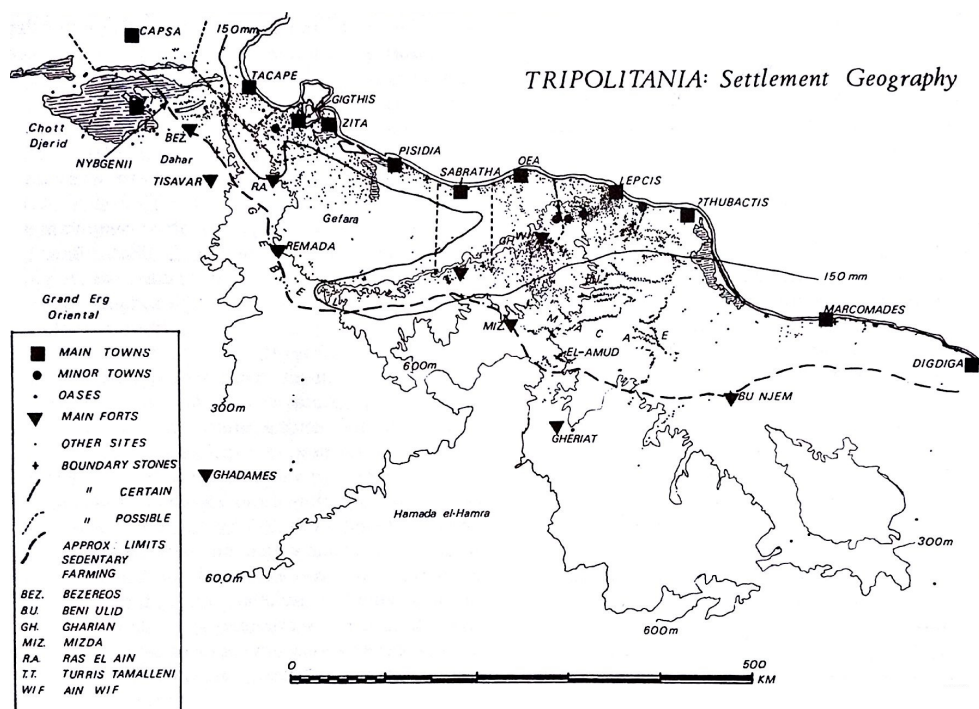 TRIPOLITANIA: Settlement Geography
CAPSA
150mm
TACAPE
GIGTHIS
ZITA
Chott
Djerid
BEZ.
NYBGENII
Dahar
PISIDIA
TISAVAR
RA.
SABRATHA
OEA
LEPCIS
?THUBACTIS
Gefara
GH.
WIF
G
E
B
E
L
REMADA
B.U.
150 mm
Grand Erg
Oriental
MIZ.
M
A
C
A
E
MARCOMADES
EL-AMUD
DIGDIGA
600m
300m
BU NJEM
GHERIAT
GHADAMES
Hamada el-Hamra
300m
600m
600m
MAIN TOWNS
MINOR TOWNS
OASES
MAIN FORTS
OTHER SITES
BOUNDARY STONES
" CERTAIN
" POSSIBLE
APPROX: LIMITS
SEDENTARY
FARMING
BEZ. BEZEREOS
B.U. BENI ULID
GH. GHARIAN
MIZ. MIZDA
R.A. RAS EL AIN
T.T. TURRIS TAMALLENI
WIF AIN WIF
0 500
KM